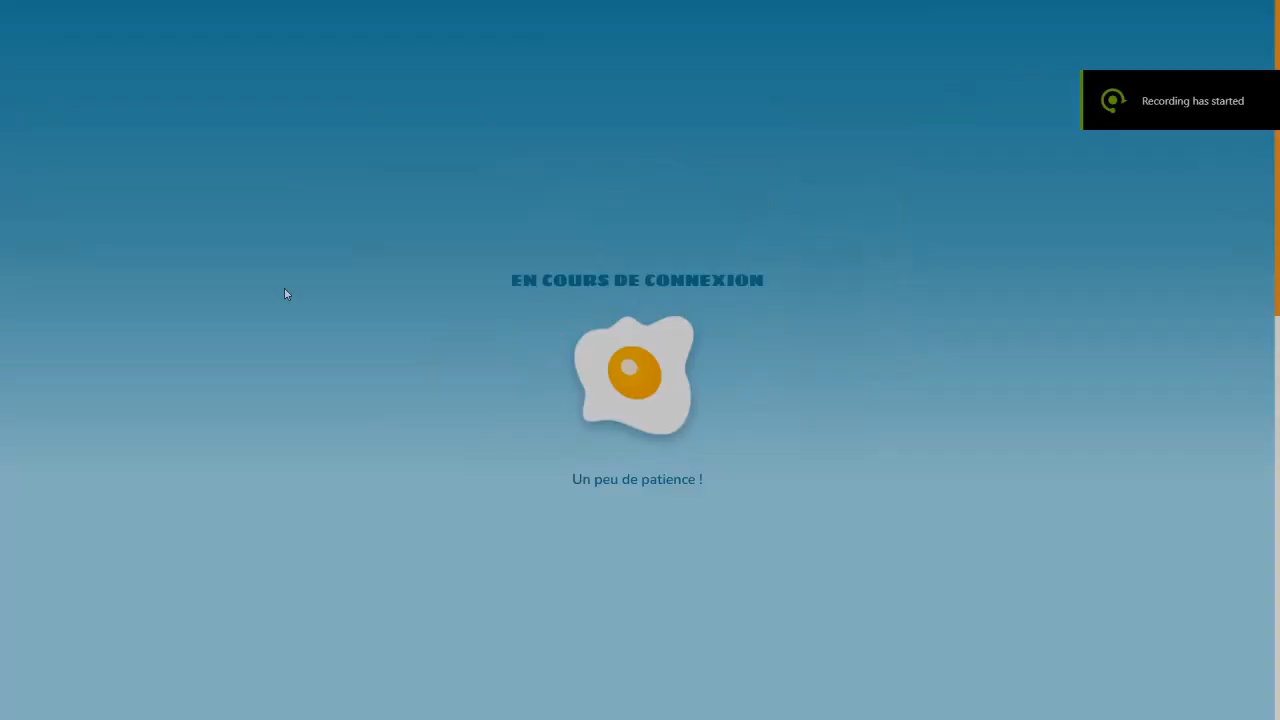 Recording has started
EN COURS DE CONNEXION
Un peu de patience !